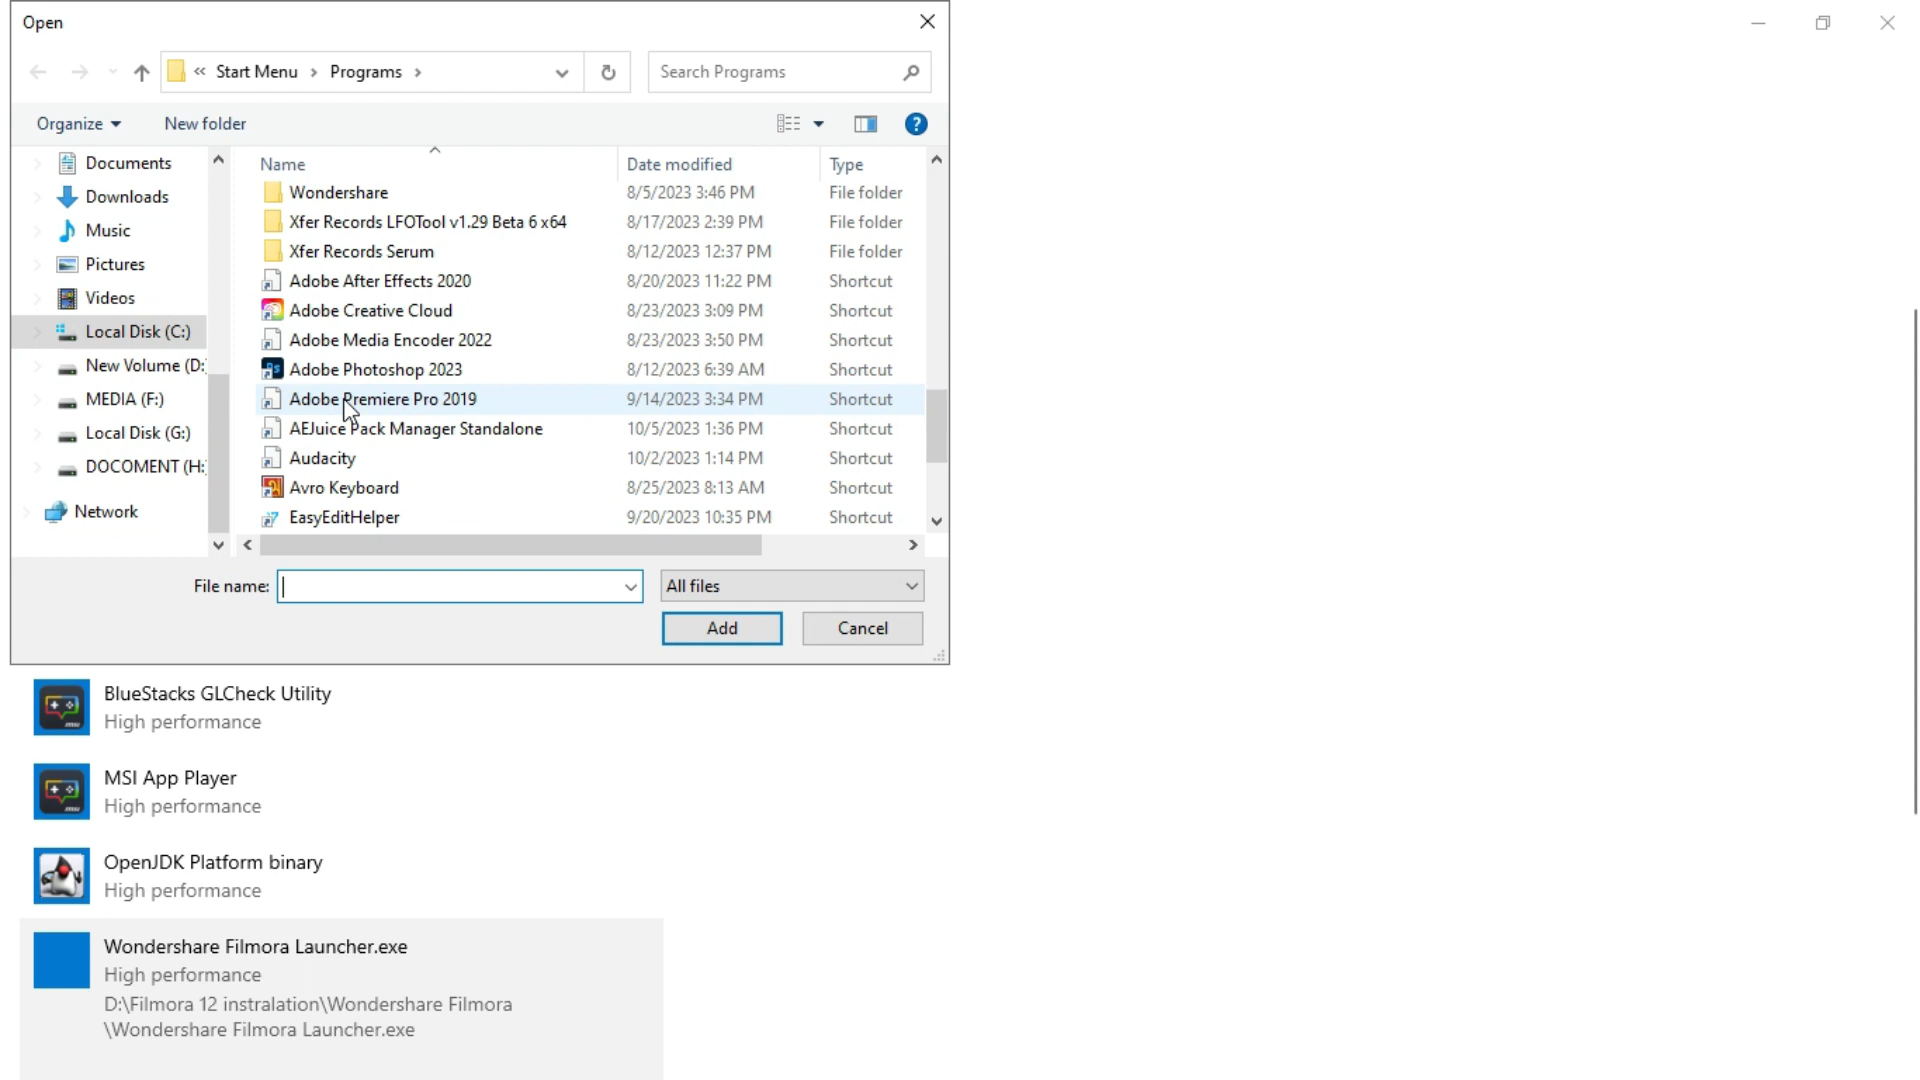 Open
« Start Menu › Programs ›
Search Programs
Organize
New folder
?
Documents
Downloads
Music
Pictures
Videos
Local Disk (C:)
New Volume (D:
MEDIA (F:)
Local Disk (G:)
DOCOMENT (H:
Network
Name Date modified Type
Wondershare 8/5/2023 3:46 PM File folder
Xfer Records LFOTool v1.29 Beta 6 x64 8/17/2023 2:39 PM File folder
Xfer Records Serum 8/12/2023 12:37 PM File folder
Adobe After Effects 2020 8/20/2023 11:22 PM Shortcut
Adobe Creative Cloud 8/23/2023 3:09 PM Shortcut
Adobe Media Encoder 2022 8/23/2023 3:50 PM Shortcut
Adobe Photoshop 2023 8/12/2023 6:39 AM Shortcut
Adobe Premiere Pro 2019 9/14/2023 3:34 PM Shortcut
AEJuice Pack Manager Standalone 10/5/2023 1:36 PM Shortcut
Audacity 10/2/2023 1:14 PM Shortcut
Avro Keyboard 8/25/2023 8:13 AM Shortcut
EasyEditHelper 9/20/2023 10:35 PM Shortcut
File name:
All files
Add
Cancel
BlueStacks GLCheck Utility
High performance
MSI App Player
High performance
OpenJDK Platform binary
High performance
Wondershare Filmora Launcher.exe
High performance
D:\Filmora 12 instralation\Wondershare Filmora
\Wondershare Filmora Launcher.exe